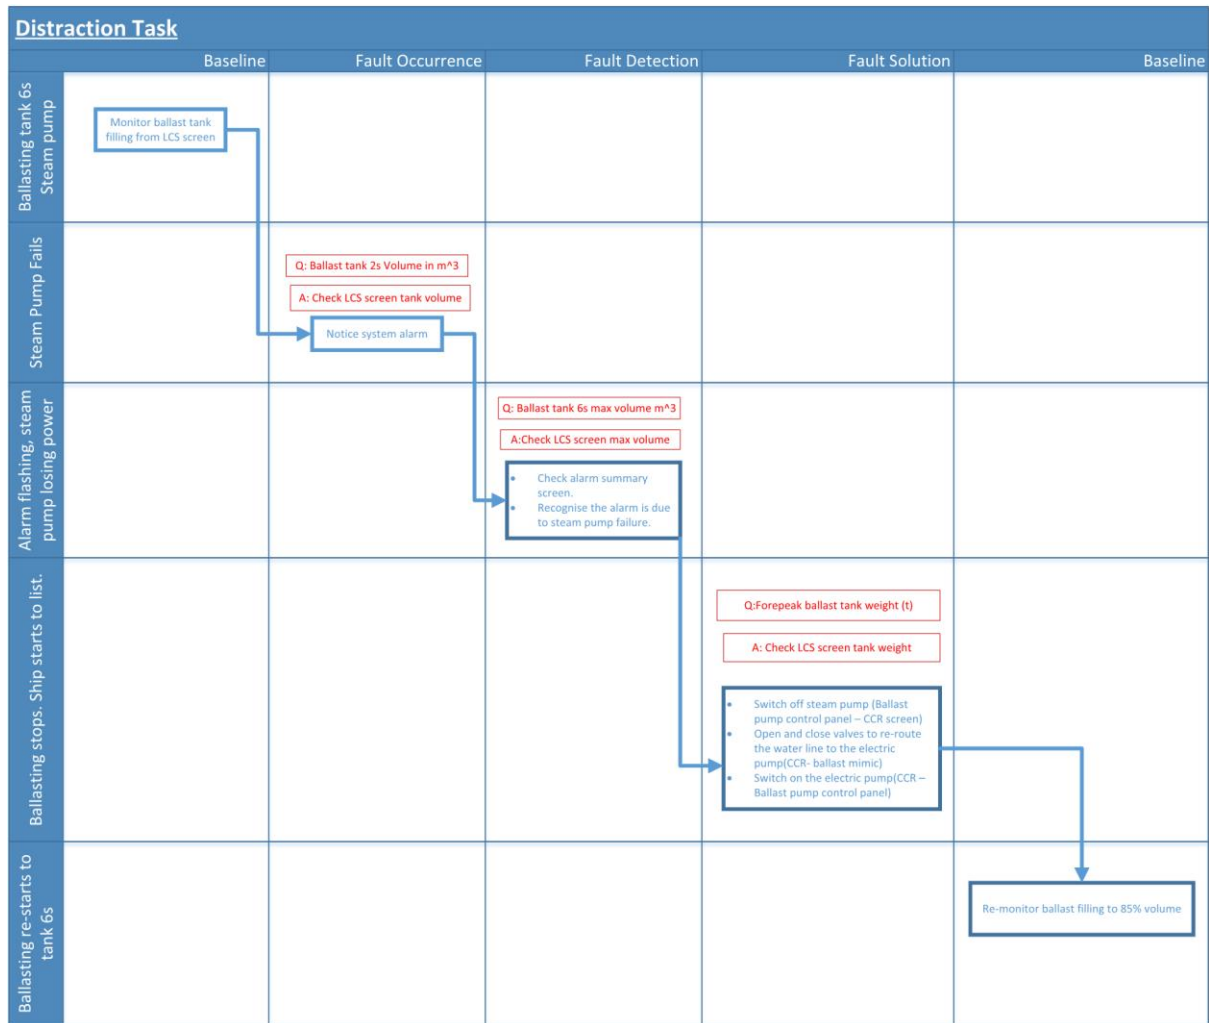 Distraction Task
Baseline
Fault Occurrence
Fault Detection
Fault Solution
Baseline
Ballasting tank 6s
Steam pump
Monitor ballast tank
filling from LCS screen
Steam Pump Fails
Q: Ballast tank 2s Volume in m^3
A: Check LCS screen tank volume
Notice system alarm
Alarm flashing, steam
pump losing power
Q: Ballast tank 6s max volume m^3
A:Check LCS screen max volume
• Check alarm summary
screen.
• Recognise the alarm is due
to steam pump failure.
Ballasting stops. Ship starts to list.
Q:Forepeak ballast tank weight (t)
A: Check LCS screen tank weight
• Switch off steam pump (Ballast
pump control panel – CCR screen)
• Open and close valves to re-route
the water line to the electric
pump(CCR- ballast mimic)
• Switch on the electric pump(CCR –
Ballast pump control panel)
Ballasting re-starts to
tank 6s
Re-monitor ballast filling to 85% volume